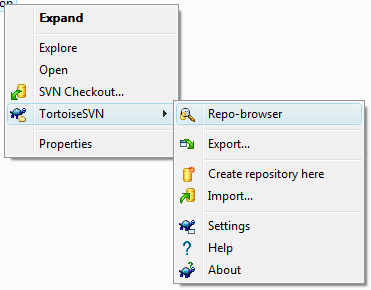 Expand
Explore
Open
SVN Checkout...
TortoiseSVN
Properties
Repo-browser
Export...
Create repository here
Import...
Settings
Help
About